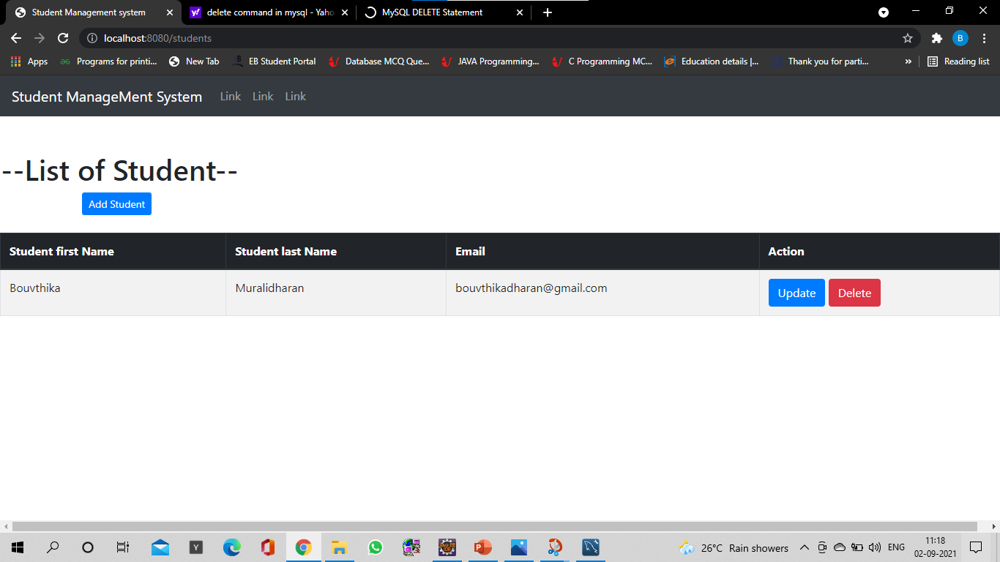 Student Management system
delete command in mysql - Yaho
MySQL DELETE Statement
localhost:8080/students
B
Apps
Programs for printi...
New Tab
EB Student Portal
Database MCQ Que...
JAVA Programming...
C Programming MC...
Education details |...
Thank you for parti...
»
Reading list
Student ManageMent System
Link
Link
Link
--List of Student--
Add Student
Student first Name
Student last Name
Email
Action
Bouvthika
Muralidharan
bouvthikadharan@gmail.com
Update
Delete
26°C Rain showers
ENG
11:18
02-09-2021